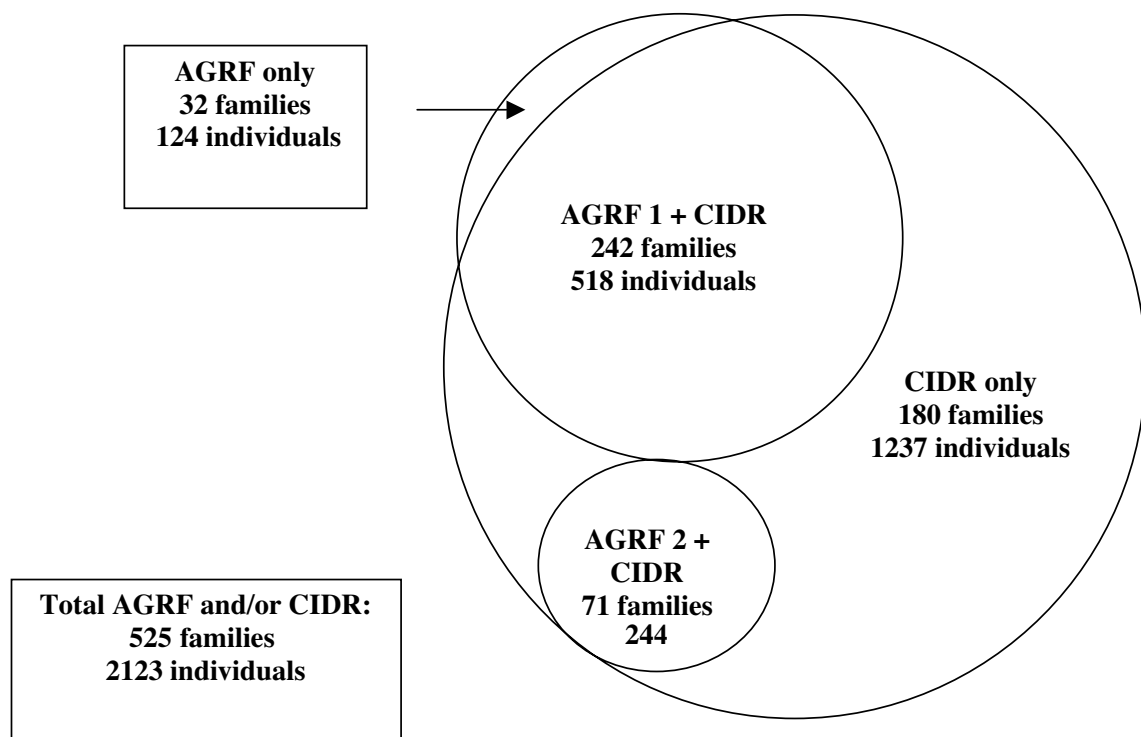 AGRF only
32 families
124 individuals
AGRF 1 + CIDR
242 families
518 individuals
CIDR only
180 families
1237 individuals
AGRF 2 +
CIDR
71 families
244
Total AGRF and/or CIDR:
525 families
2123 individuals